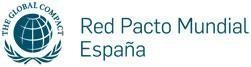 THE GLOBAL COMPACT
Red Pacto Mundial
España